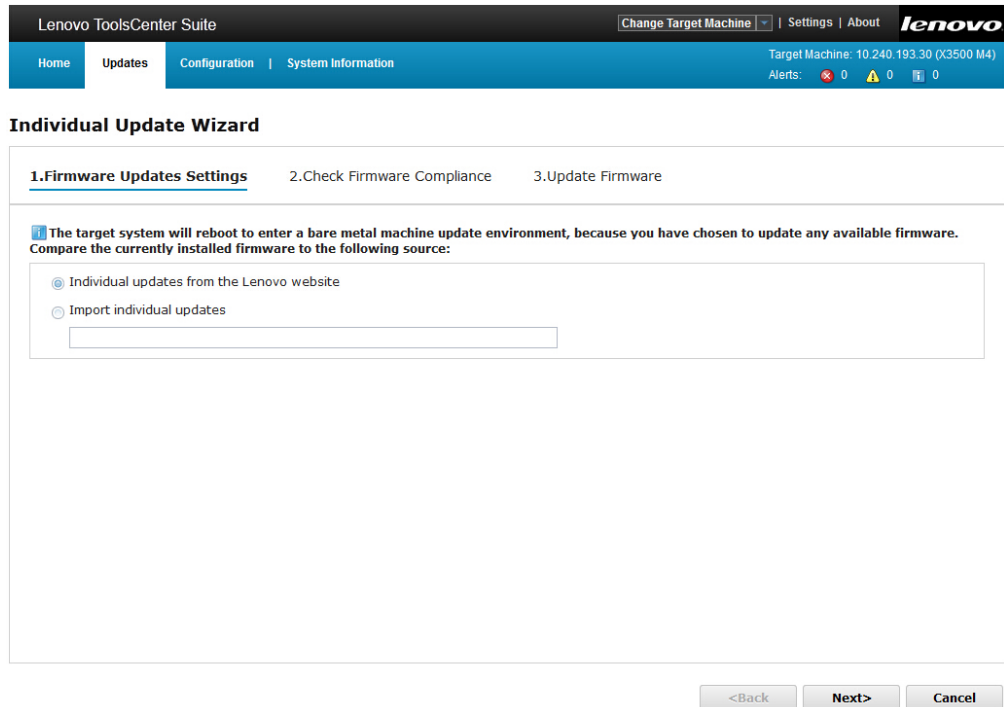 Lenovo ToolsCenter Suite
Change Target Machine | Settings | About
lenovo
Home Updates Configuration | System Information
Target Machine: 10.240.193.30 (X3500 M4)
Alerts: 0 0 0
Individual Update Wizard
1.Firmware Updates Settings 2.Check Firmware Compliance 3.Update Firmware
The target system will reboot to enter a bare metal machine update environment, because you have chosen to update any available firmware.
Compare the currently installed firmware to the following source:
Individual updates from the Lenovo website
Import individual updates
<Back Next> Cancel